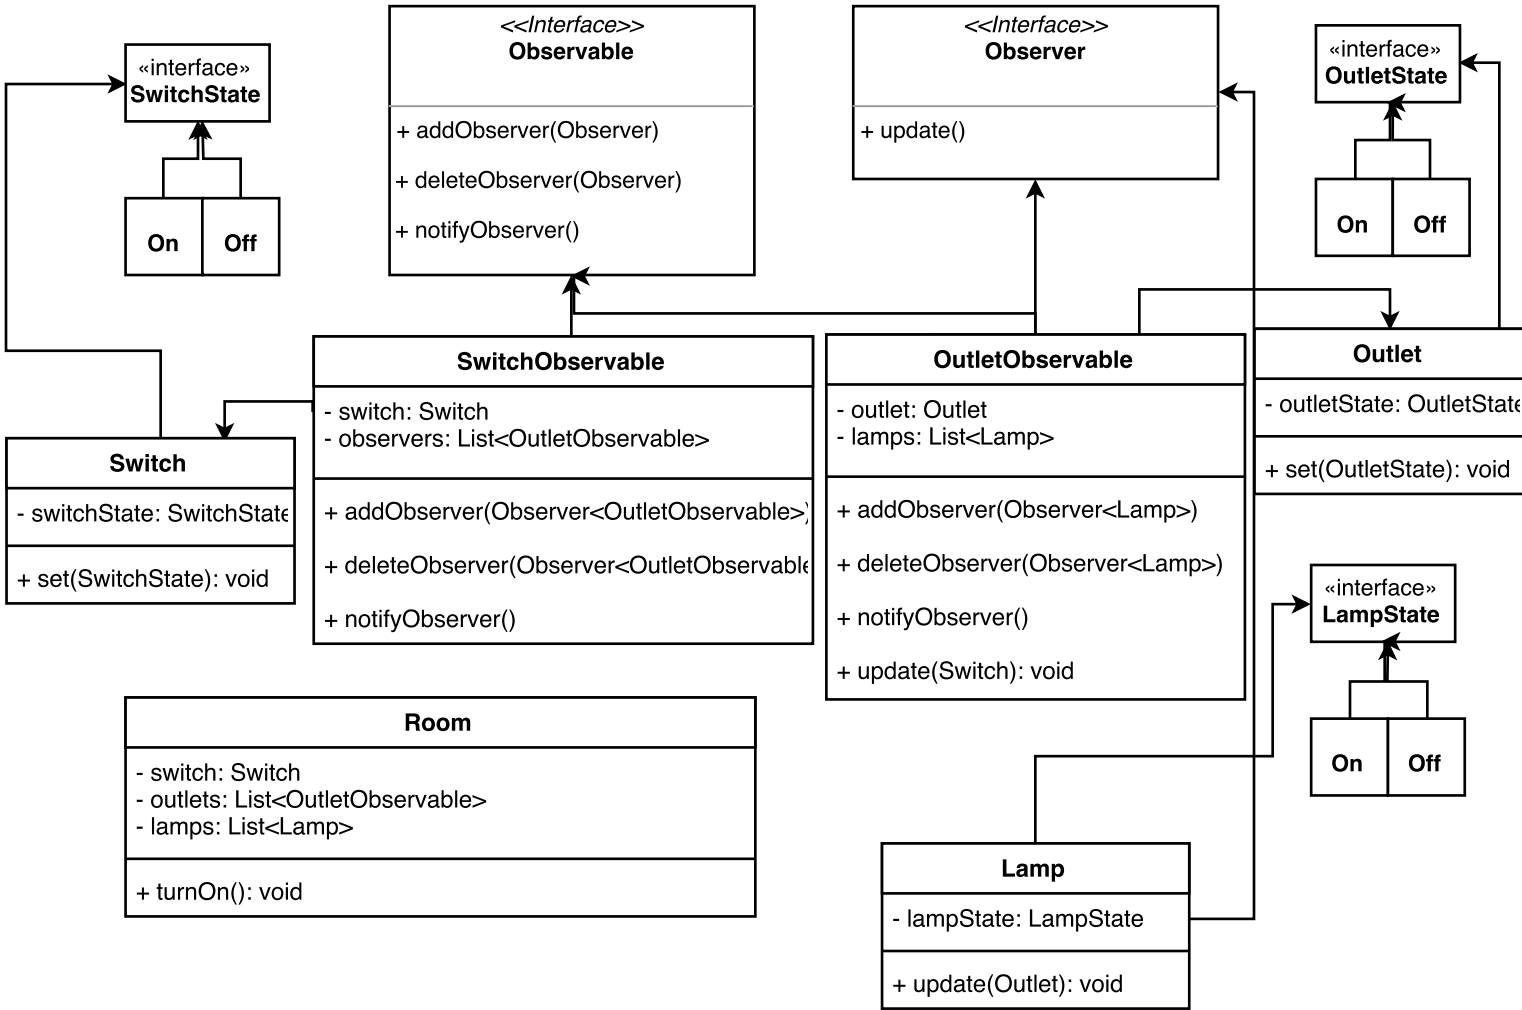 <<Interface>>
Observable
+ addObserver(Observer)
+ deleteObserver(Observer)
+ notifyObserver()
<<Interface>>
Observer
+ update()
«interface»
SwitchState
On
Off
«interface»
OutletState
On
Off
SwitchObservable
- switch: Switch
- observers: List<OutletObservable>
+ addObserver(Observer<OutletObservable>)
+ deleteObserver(Observer<OutletObservable
+ notifyObserver()
OutletObservable
- outlet: Outlet
- lamps: List<Lamp>
+ addObserver(Observer<Lamp>)
+ deleteObserver(Observer<Lamp>)
+ notifyObserver()
+ update(Switch): void
Outlet
- outletState: OutletState
+ set(OutletState): void
Switch
- switchState: SwitchState
+ set(SwitchState): void
«interface»
LampState
On
Off
Room
- switch: Switch
- outlets: List<OutletObservable>
- lamps: List<Lamp>
+ turnOn(): void
Lamp
- lampState: LampState
+ update(Outlet): void